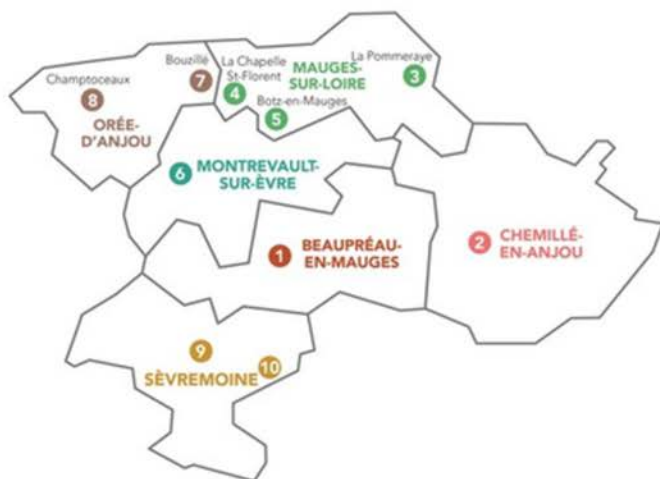 Bouzillé
7
La Chapelle
St-Florent
4
MAUGES-
SUR-LOIRE
La Pommeraye
3
Champtoceaux
8
Botz-en-Mauges
5
ORÉE-
D'ANJOU
6
MONTREVAULT-
SUR-ÈVRE
1
BEAUPRÉAU-
EN-MAUGES
2
CHEMILLÉ-
EN-ANJOU
9
10
SÈVREMOINE